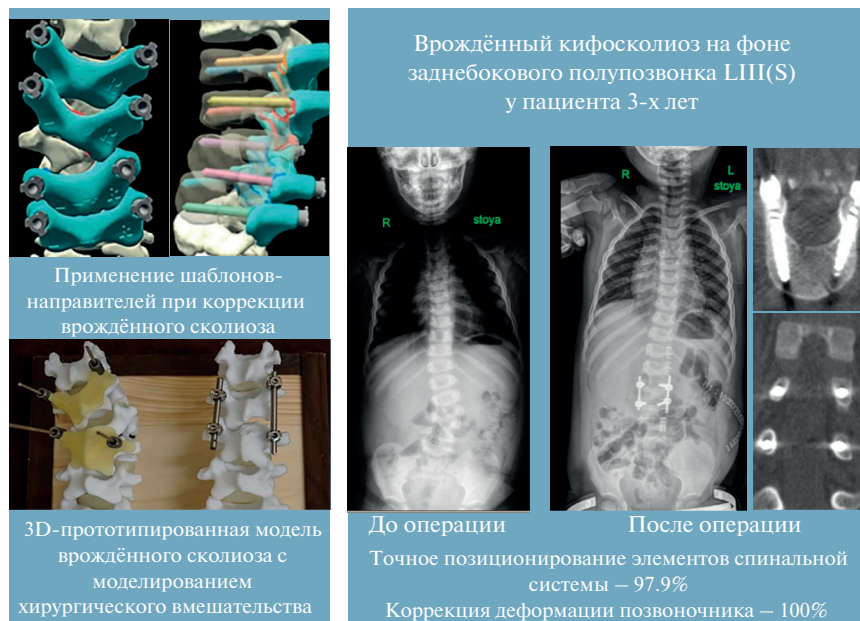 Применение шаблонов-
направителей при коррекции
врождённого сколиоза
3D-прототипированная модель
врождённого сколиоза с
моделированием
хирургического вмешательства
Врождённый кифосколиоз на фоне
заднебокового полупозвонка LIII(S)
у пациента 3-х лет
R
stoya
R
L
stoya
До операции
После операции
Точное позиционирование элементов спинальной
системы – 97.9%
Коррекция деформации позвоночника – 100%